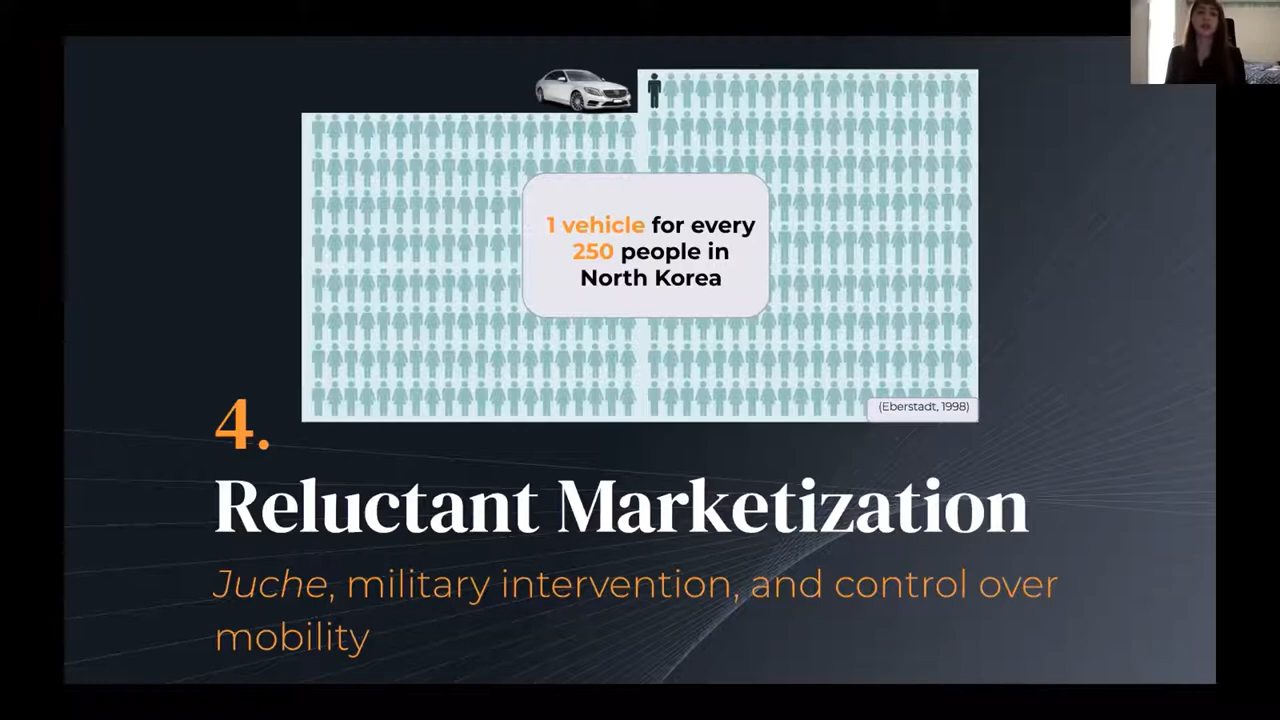 1 vehicle for every
250 people in
North Korea
(Eberstadt, 1998)
4.
Reluctant Marketization
Juche, military intervention, and control over
mobility